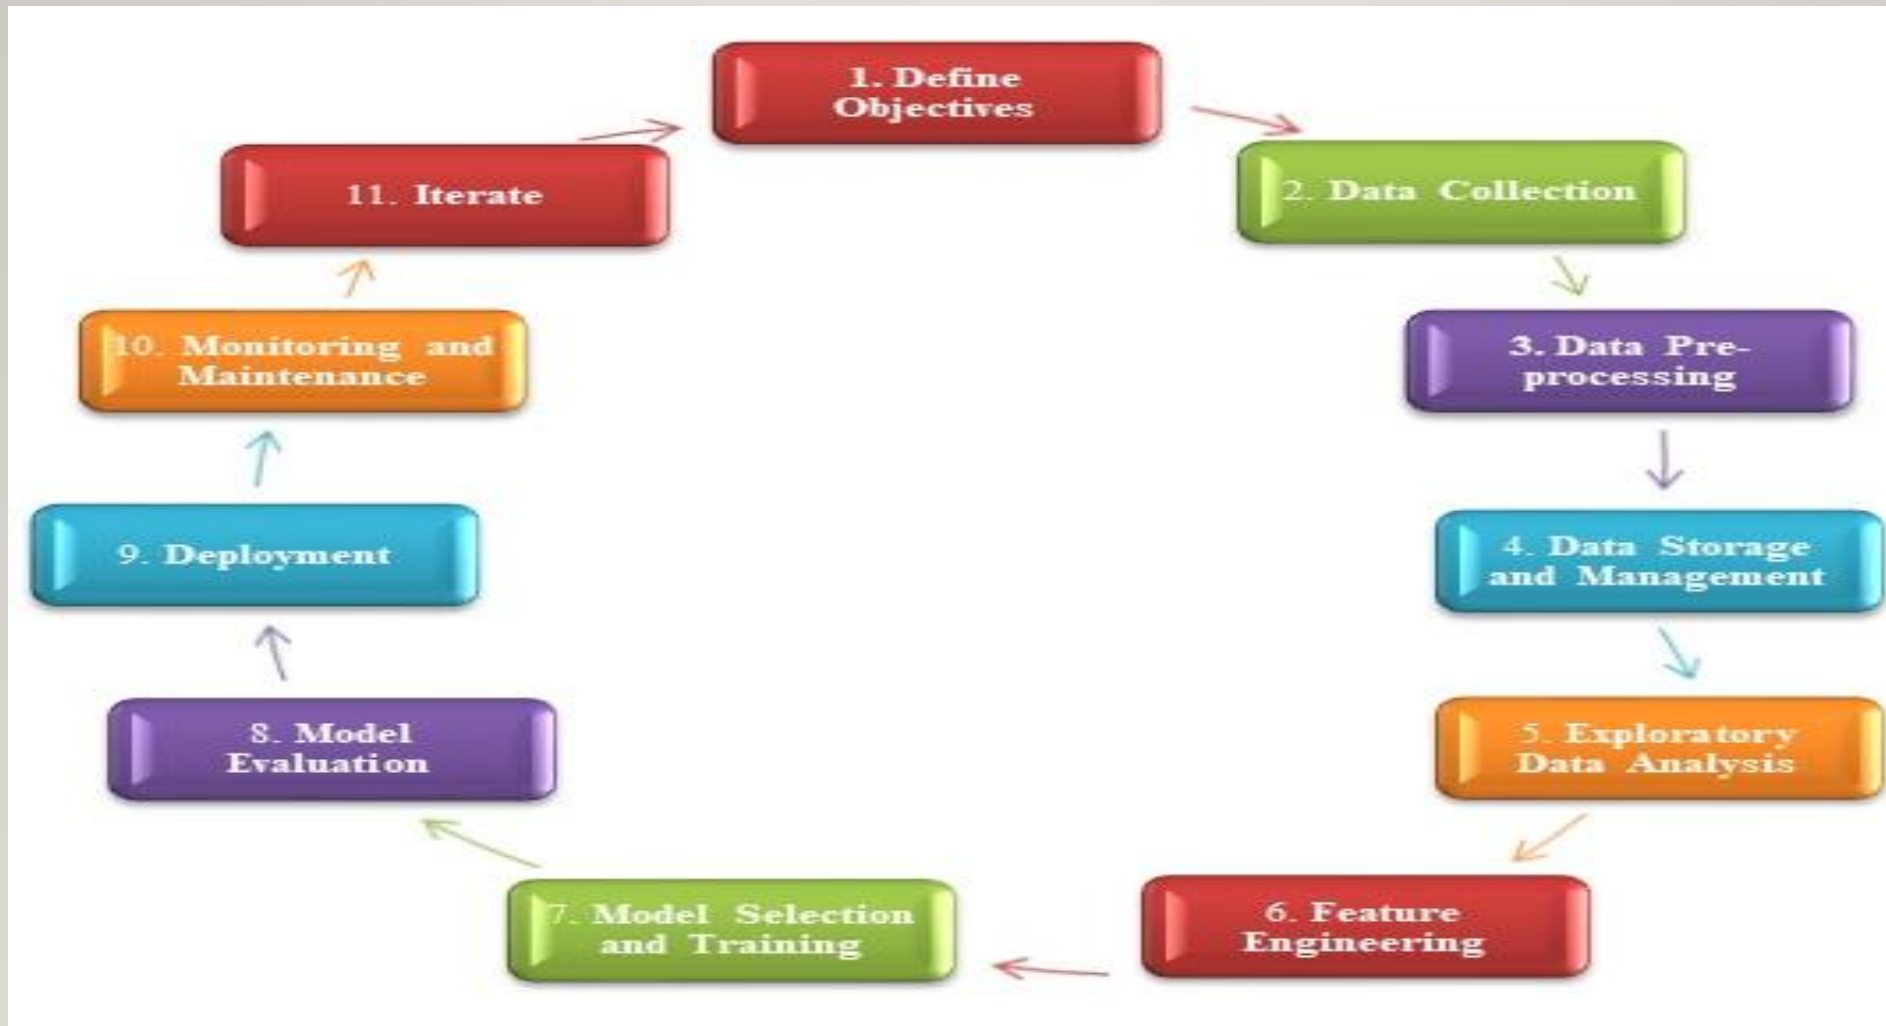 1. Define
Objectives
2. Data Collection
3. Data Pre-
processing
4. Data Storage
and Management
5. Exploratory
Data Analysis
6. Feature
Engineering
7. Model Selection
and Training
8. Model
Evaluation
9. Deployment
10. Monitoring and
Maintenance
11. Iterate